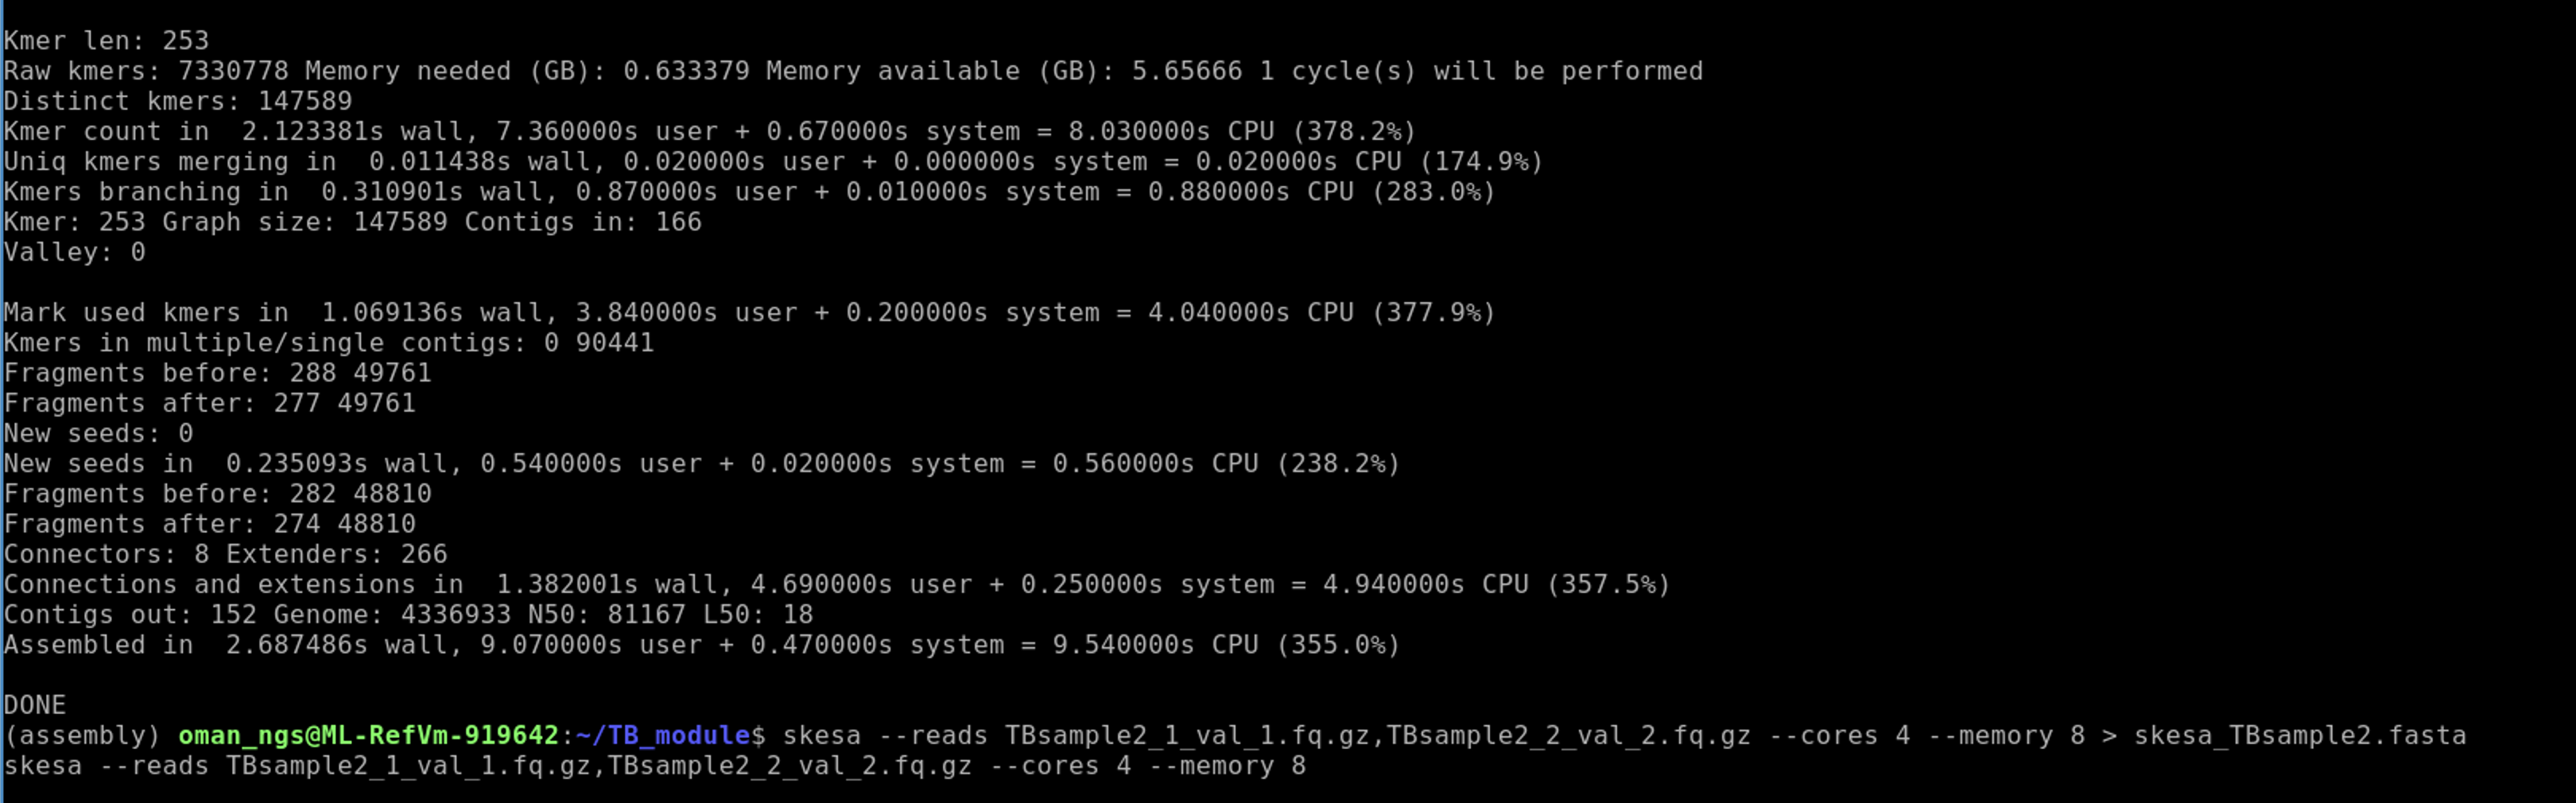 Kmer len: 253
Raw kmers: 7330778 Memory needed (GB): 0.633379 Memory available (GB): 5.65666 1 cycle(s) will be performed
Distinct kmers: 147589
Kmer count in  2.123381s wall, 7.360000s user + 0.670000s system = 8.030000s CPU (378.2%)
Uniq kmers merging in  0.011438s wall, 0.020000s user + 0.000000s system = 0.020000s CPU (174.9%)
Kmers branching in  0.310901s wall, 0.870000s user + 0.010000s system = 0.880000s CPU (283.0%)
Kmer: 253 Graph size: 147589 Contigs in: 166
Valley: 0
Mark used kmers in  1.069136s wall, 3.840000s user + 0.200000s system = 4.040000s CPU (377.9%)
Kmers in multiple/single contigs: 0 90441
Fragments before: 288 49761
Fragments after: 277 49761
New seeds: 0
New seeds in  0.235093s wall, 0.540000s user + 0.020000s system = 0.560000s CPU (238.2%)
Fragments before: 282 48810
Fragments after: 274 48810
Connectors: 8 Extenders: 266
Connections and extensions in  1.382001s wall, 4.690000s user + 0.250000s system = 4.940000s CPU (357.5%)
Contigs out: 152 Genome: 4336933 N50: 81167 L50: 18
Assembled in  2.687486s wall, 9.070000s user + 0.470000s system = 9.540000s CPU (355.0%)
DONE
(assembly) oman_ngs@ML-RefVm-919642:~/TB_module$ skesa --reads TBsample2_1_val_1.fq.gz,TBsample2_2_val_2.fq.gz --cores 4 --memory 8 > skesa_TBsample2.fasta
skesa --reads TBsample2_1_val_1.fq.gz,TBsample2_2_val_2.fq.gz --cores 4 --memory 8